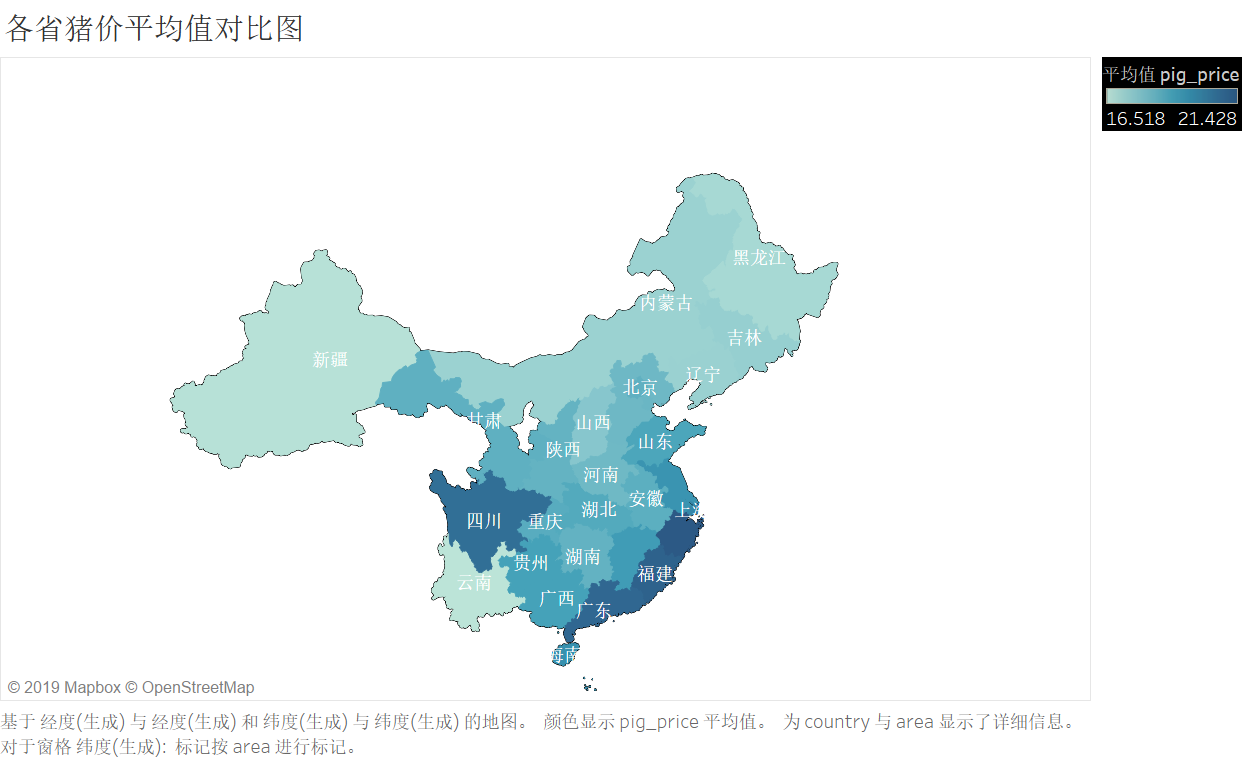 各省猪价平均值对比图
平均值 pig_price
16.518 21.428
黑龙江
内蒙古
吉林
新疆
辽宁
北京
甘肃
山西
山东
陕西
河南
安徽
湖北
上海
四川
重庆
湖南
贵州
福建
云南
广西
广东
海南
© 2019 Mapbox © OpenStreetMap
基于 经度(生成) 与 经度(生成) 和 纬度(生成) 与 纬度(生成) 的地图。 颜色显示 pig_price 平均值。 为 country 与 area 显示了详细信息。
对于窗格 纬度(生成): 标记按 area 进行标记。